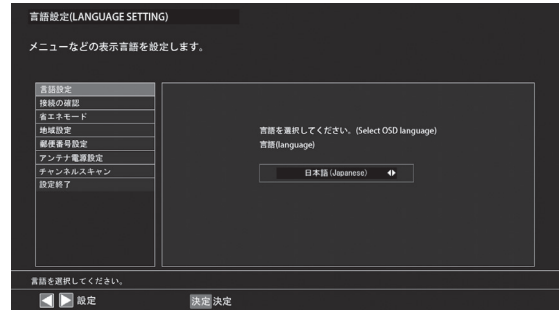 言語設定(LANGUAGE SETTING)
メニューなどの表示言語を設定します。
言語設定
接続の確認
省エネモード
地域設定
郵便番号設定
アンテナ電源設定
チャンネルスキャン
設定終了
言語を選択してください。(Select OSD language)
言語(language)
日本語(Japanese)
言語を選択してください。
設定 決定 決定